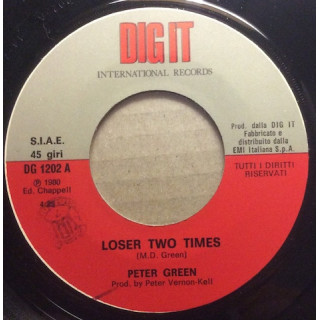 DIG IT
INTERNATIONAL RECORDS
S.I.A.E.
45 giri
DG 1202 A
℗ 1980
Ed. Chappell
4:25
Prod. dalla DIG IT
Fabbricato e
distribuito dalla
EMI Italiana S.p.A.
TUTTI I DIRITTI
RISERVATI
LOSER TWO TIMES
(M.D. Green)
PETER GREEN
Prod. by Peter Vernon-Kell